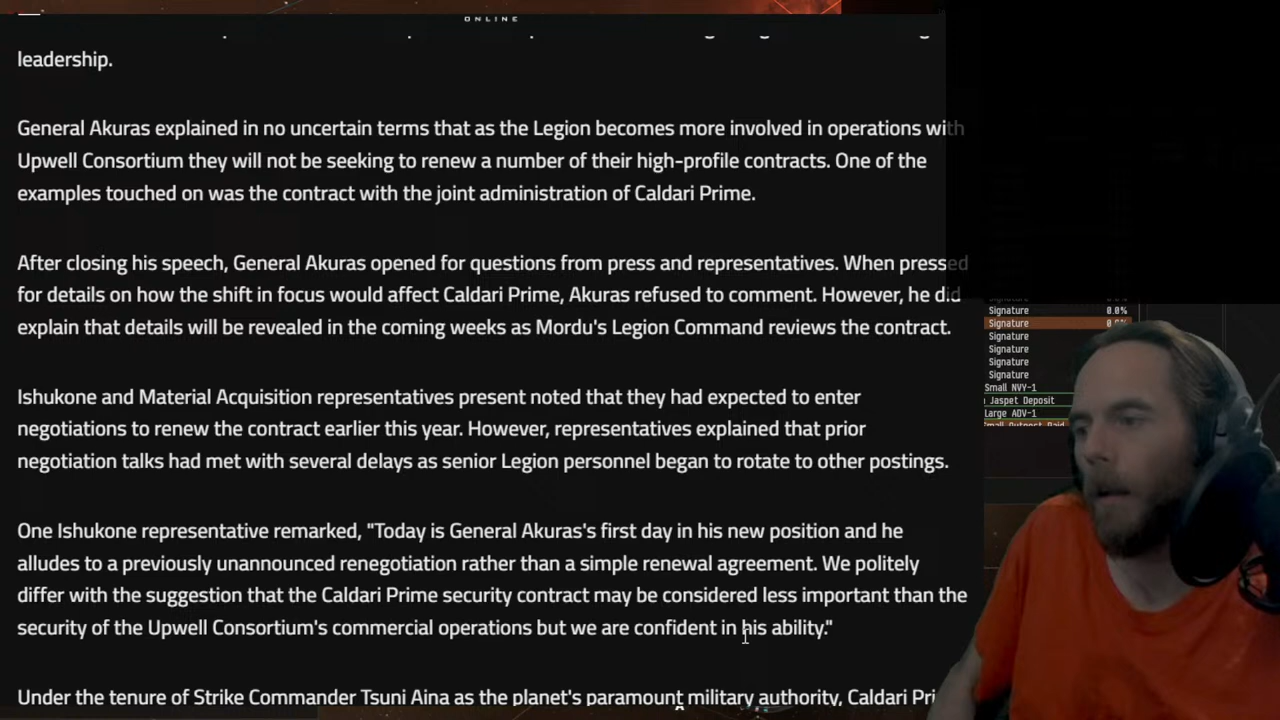 ONLINE
leadership.
General Akuras explained in no uncertain terms that as the Legion becomes more involved in operations with
Upwell Consortium they will not be seeking to renew a number of their high-profile contracts. One of the
examples touched on was the contract with the joint administration of Caldari Prime.
After closing his speech, General Akuras opened for questions from press and representatives. When pressed
for details on how the shift in focus would affect Caldari Prime, Akuras refused to comment. However, he did
explain that details will be revealed in the coming weeks as Mordu's Legion Command reviews the contract.
Ishukone and Material Acquisition representatives present noted that they had expected to enter
negotiations to renew the contract earlier this year. However, representatives explained that prior
negotiation talks had met with several delays as senior Legion personnel began to rotate to other postings.
One Ishukone representative remarked, "Today is General Akuras's first day in his new position and he
alludes to a previously unannounced renegotiation rather than a simple renewal agreement. We politely
differ with the suggestion that the Caldari Prime security contract may be considered less important than the
security of the Upwell Consortium's commercial operations but we are confident in his ability."
Under the tenure of Strike Commander Tsuni Aina as the planet's paramount military authority, Caldari Pri
Signature 0.0%
Signature 0.0%
Signature
Signature
Signature
Signature
Small NVY-1
Jaspet Deposit
Large ADV-1
Small Outpost Raid